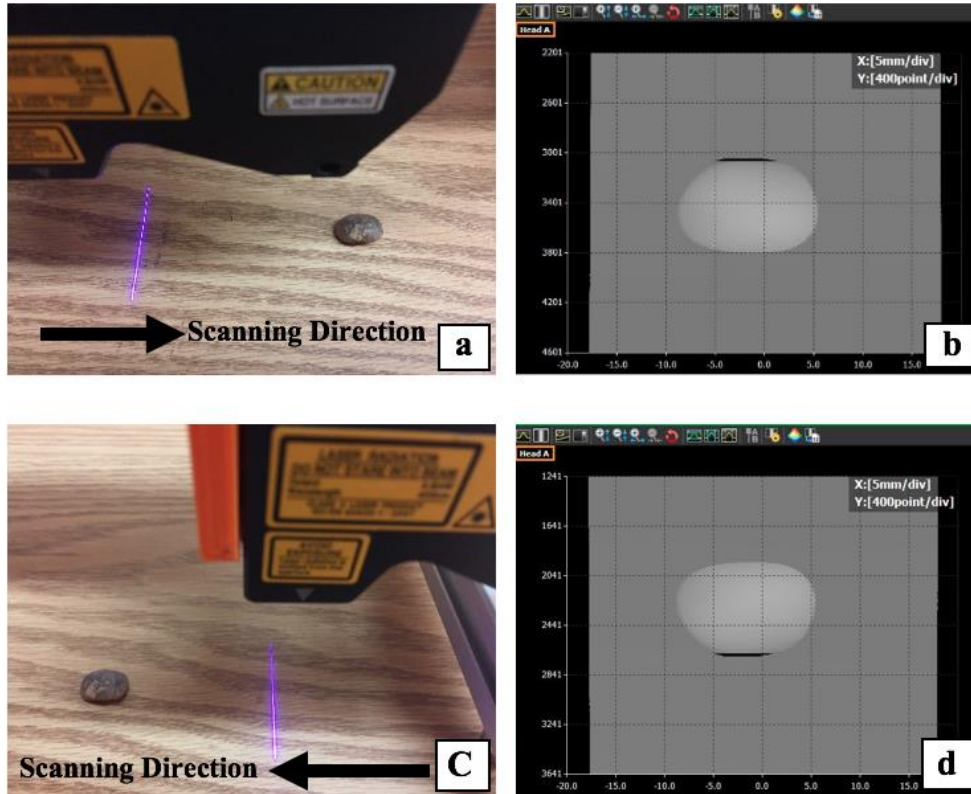 RADIATION
INTO BEAM
CAUTION
HOT SURFACE
Scanning Direction
a
Head A
X:[5mm/div]
Y:[400point/div]
2201
2601
3001
3401
3801
4201
4601
-20.0 -15.0 -10.0 -5.0 0.0 5.0 10.0 15.0
b
LASER RADIATION
DO NOT STARE INTO BEAM
Scanning Direction
C
Head A
X:[5mm/div]
Y:[400point/div]
1241
1641
2041
2441
2841
3241
3641
-20.0 -15.0 -10.0 -5.0 0.0 5.0 10.0
d